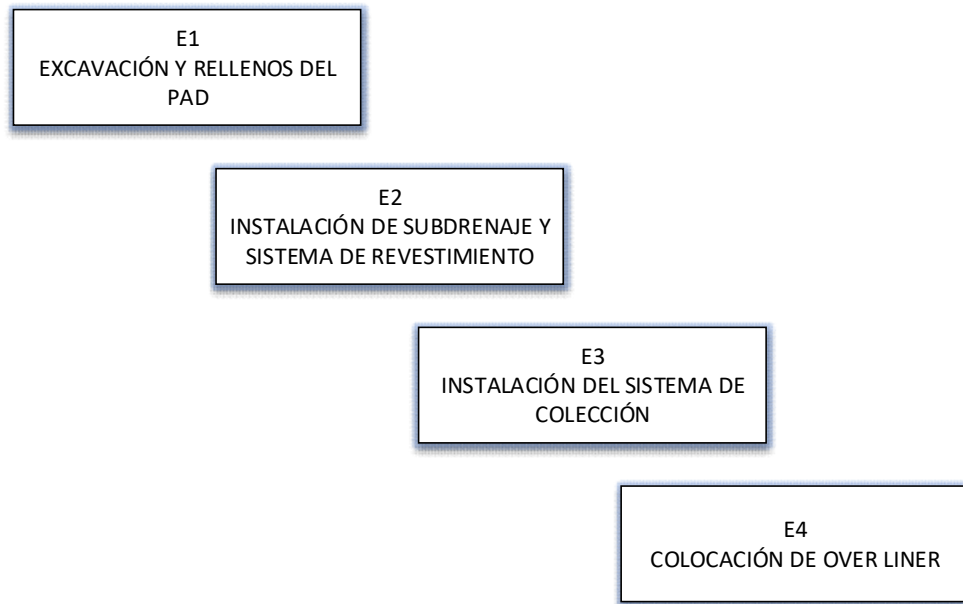 E1
EXCAVACIÓN Y RELLENOS DEL
PAD
E2
INSTALACIÓN DE SUBDRENAJE Y
SISTEMA DE REVESTIMIENTO
E3
INSTALACIÓN DEL SISTEMA DE
COLECCIÓN
E4
COLOCACIÓN DE OVER LINER